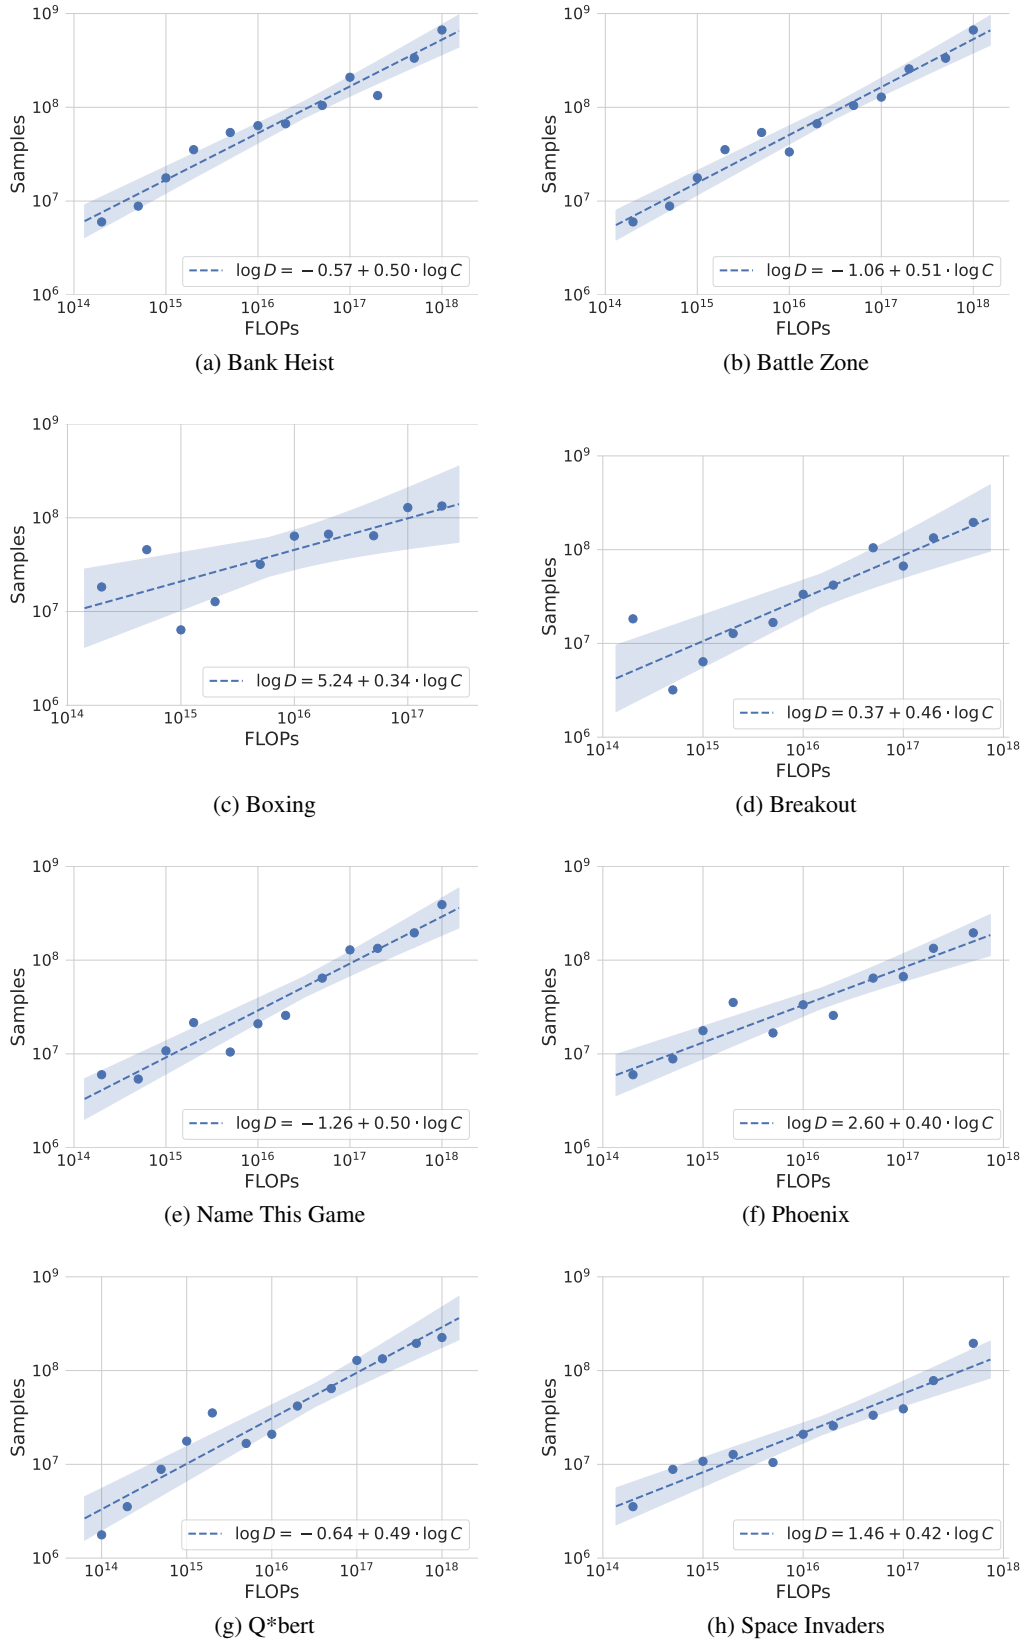 10^9
10^8
10^7
10^6
Samples
log D = − 0.57 + 0.50 · log C
10^14 10^15 10^16 10^17 10^18
FLOPs
(a) Bank Heist
10^9
10^8
10^7
10^6
Samples
log D = − 1.06 + 0.51 · log C
10^14 10^15 10^16 10^17 10^18
FLOPs
(b) Battle Zone
10^9
10^8
10^7
10^6
Samples
log D = 5.24 + 0.34 · log C
10^14 10^15 10^16 10^17
FLOPs
(c) Boxing
10^9
10^8
10^7
10^6
Samples
log D = 0.37 + 0.46 · log C
10^14 10^15 10^16 10^17 10^18
FLOPs
(d) Breakout
10^9
10^8
10^7
10^6
Samples
log D = − 1.26 + 0.50 · log C
10^14 10^15 10^16 10^17 10^18
FLOPs
(e) Name This Game
10^9
10^8
10^7
10^6
Samples
log D = 2.60 + 0.40 · log C
10^14 10^15 10^16 10^17 10^18
FLOPs
(f) Phoenix
10^9
10^8
10^7
10^6
Samples
log D = − 0.64 + 0.49 · log C
10^14 10^15 10^16 10^17 10^18
FLOPs
(g) Q*bert
10^9
10^8
10^7
10^6
Samples
log D = 1.46 + 0.42 · log C
10^14 10^15 10^16 10^17 10^18
FLOPs
(h) Space Invaders